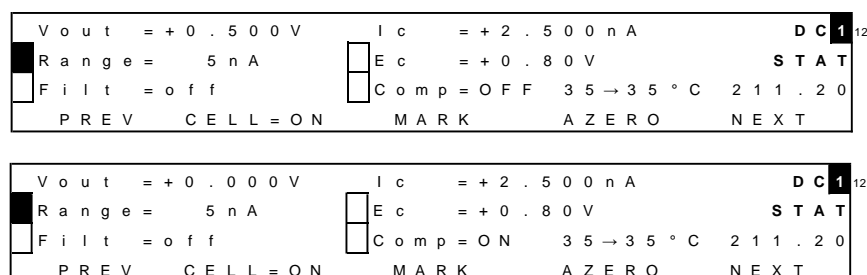 Vout =+0.500V Ic =+2.500nA DC1 12
Range= 5nA Ec =+0.80V STAT
Filt =off Comp=OFF 35→35°C 211.20
PREV CELL=ON MARK AZERO NEXT
Vout =+0.000V Ic =+2.500nA DC1 12
Range= 5nA Ec =+0.80V STAT
Filt =off Comp=ON 35→35°C 211.20
PREV CELL=ON MARK AZERO NEXT